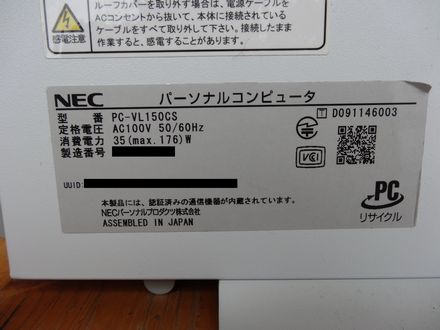 ルーフカバーを取り外す場合は、電源ケーブルを
ACコンセントから抜いて、本体に接続されている
ケーブルをすべて取り外して下さい。接続したまま
作業すると、感電することがあります。
感電注意
NEC パーソナルコンピュータ
型番 PC-VL150CS
定格電圧 AC100V 50/60Hz
消費電力 35(max.176)W
製造番号
T D091146003
VCI
UUID:
PC
リサイクル
本製品には、認証済みの通信機器が内蔵されています。
NECパーソナルプロダクツ株式会社
ASSEMBLED IN JAPAN